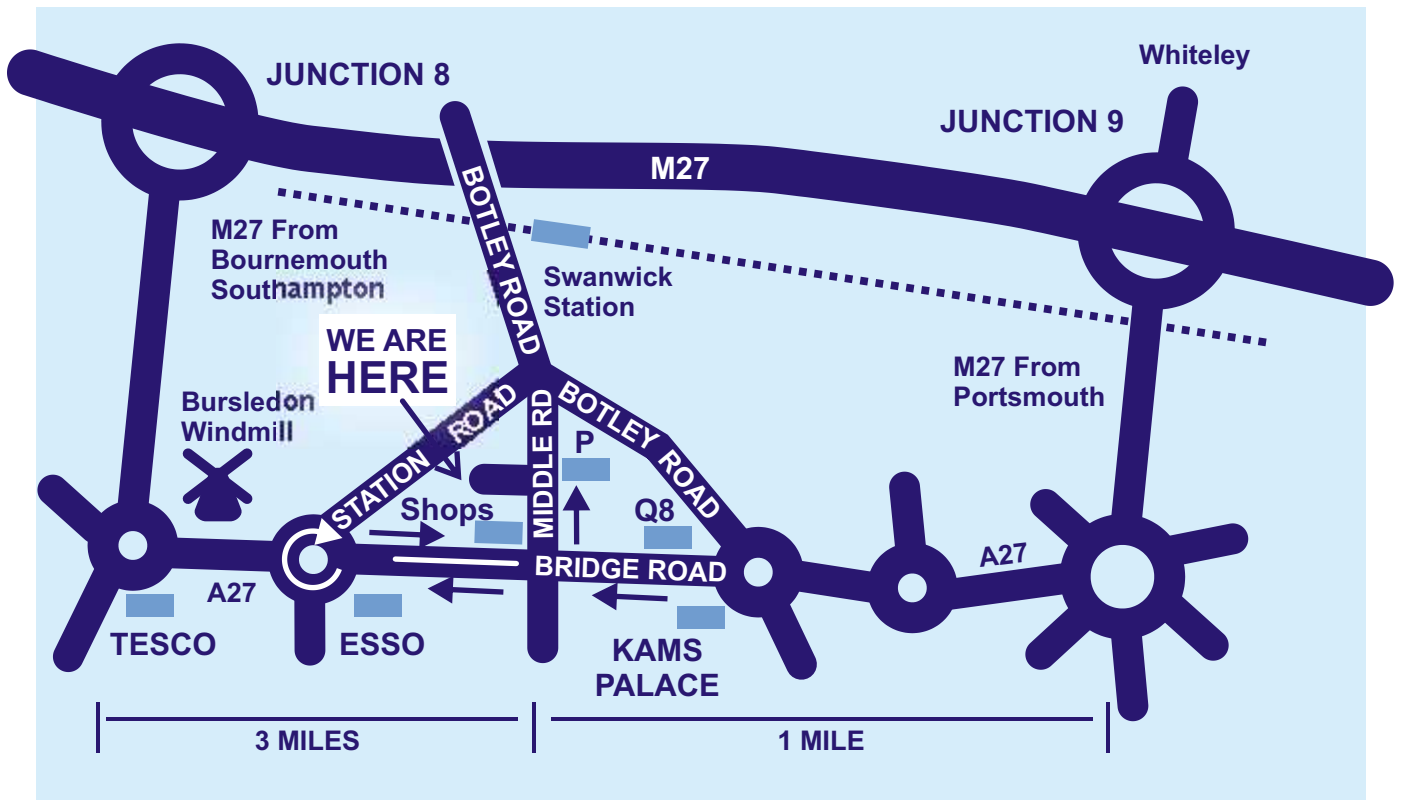 JUNCTION 8
Whiteley
JUNCTION 9
M27
BOTLEY ROAD
M27 From
Bournemouth
Southampton
Swanwick
Station
WE ARE
HERE
M27 From
Portsmouth
Bursledon
Windmill
STATION ROAD
MIDDLE RD
BOTLEY ROAD
P
Shops
Q8
BRIDGE ROAD
A27
A27
TESCO
ESSO
KAMS
PALACE
3 MILES
1 MILE